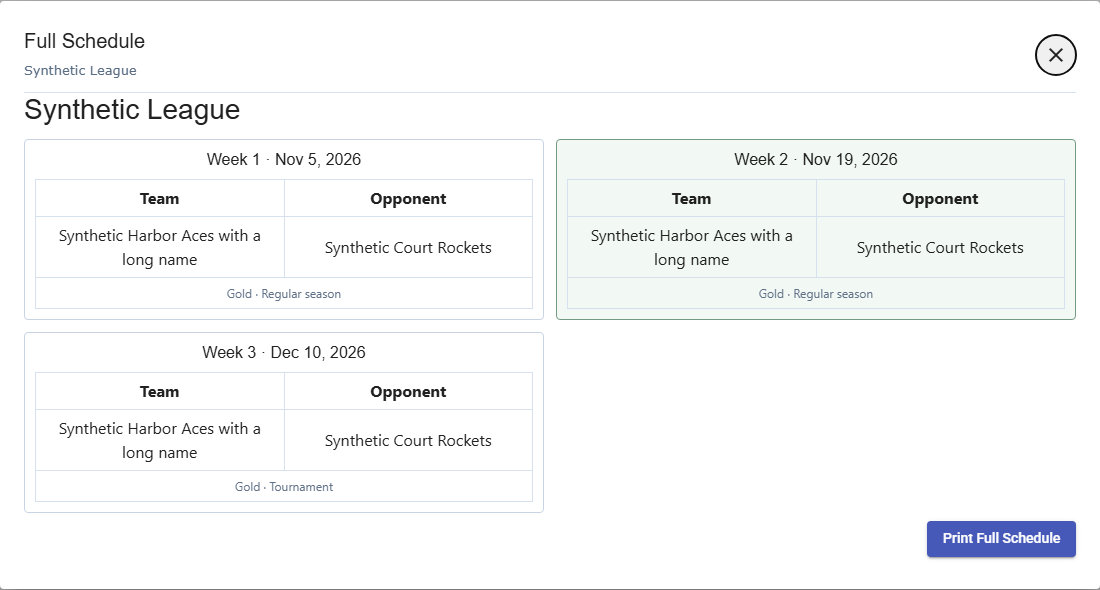 Full Schedule
Synthetic League
Synthetic League
Week 1 · Nov 5, 2026
Team Opponent
Synthetic Harbor Aces with a
long name
Synthetic Court Rockets
Gold · Regular season
Week 2 · Nov 19, 2026
Team Opponent
Synthetic Harbor Aces with a
long name
Synthetic Court Rockets
Gold · Regular season
Week 3 · Dec 10, 2026
Team Opponent
Synthetic Harbor Aces with a
long name
Synthetic Court Rockets
Gold · Tournament
Print Full Schedule